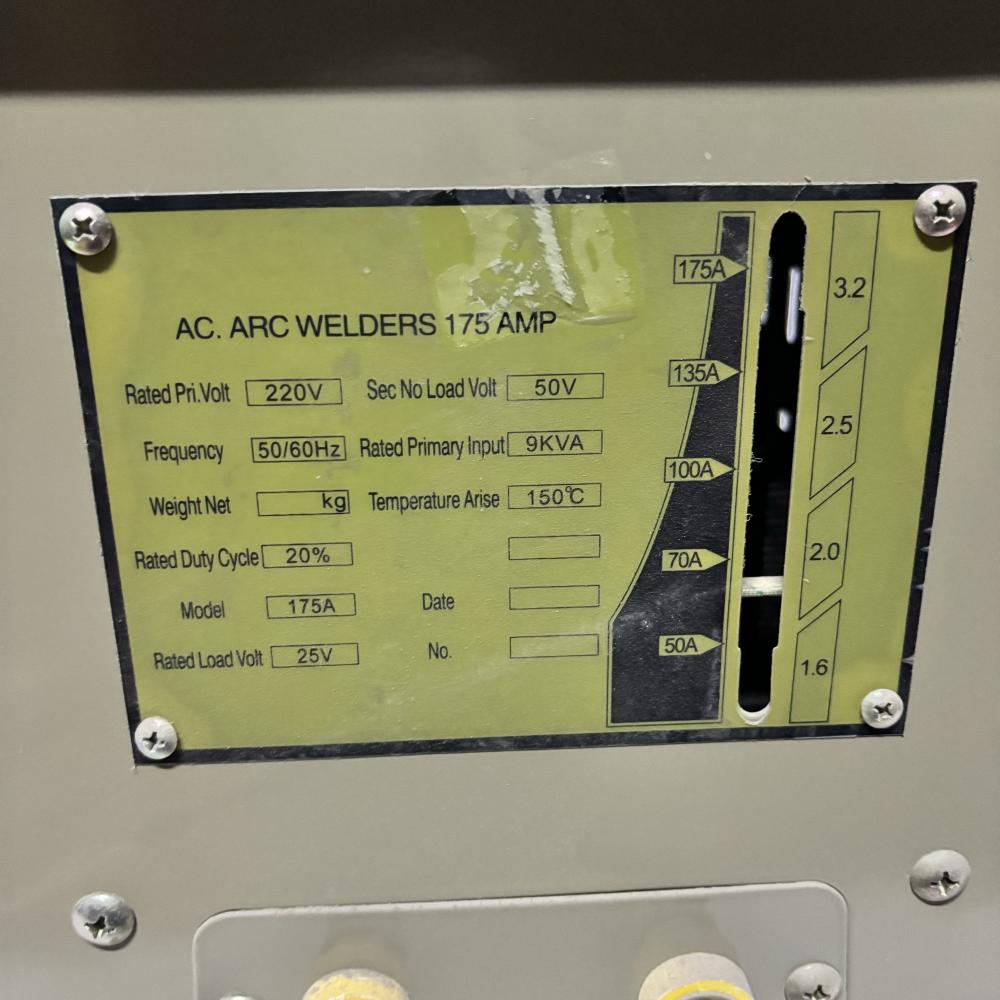 AC. ARC WELDERS 175 AMP
Rated Pri.Volt 220V Sec No Load Volt 50V
Frequency 50/60Hz Rated Primary Input 9KVA
Weight Net kg Temperature Arise 150℃
Rated Duty Cycle 20%
Model 175A Date
Rated Load Volt 25V No.
175A
135A
100A
70A
50A
3.2
2.5
2.0
1.6